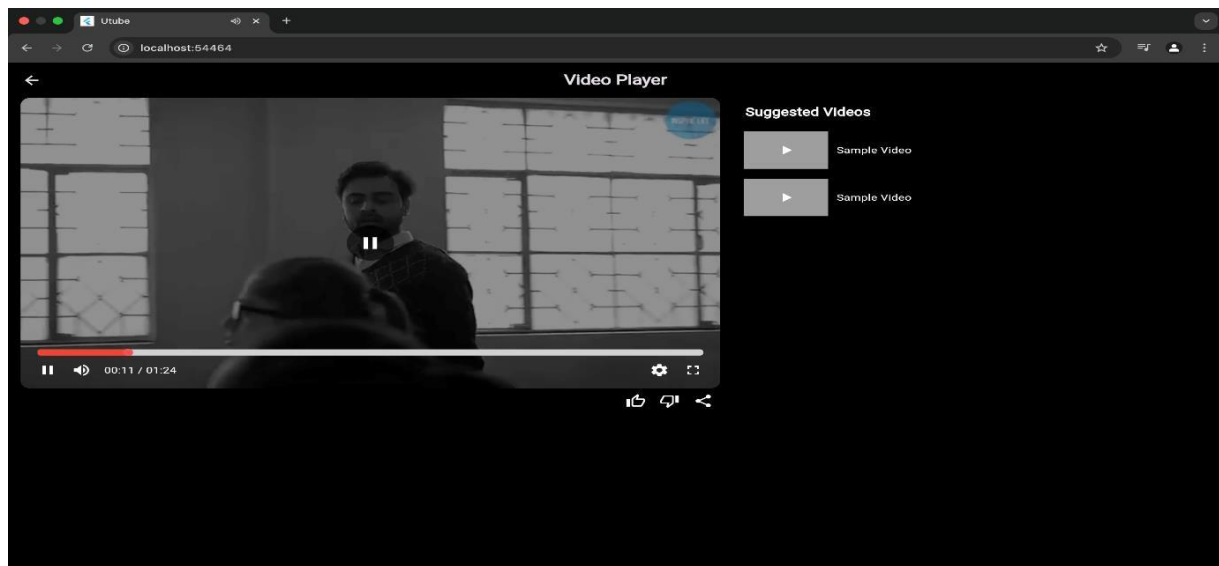 Utube
localhost:54464
Video Player
Suggested Videos
Sample Video
Sample Video
00:11 / 01:24